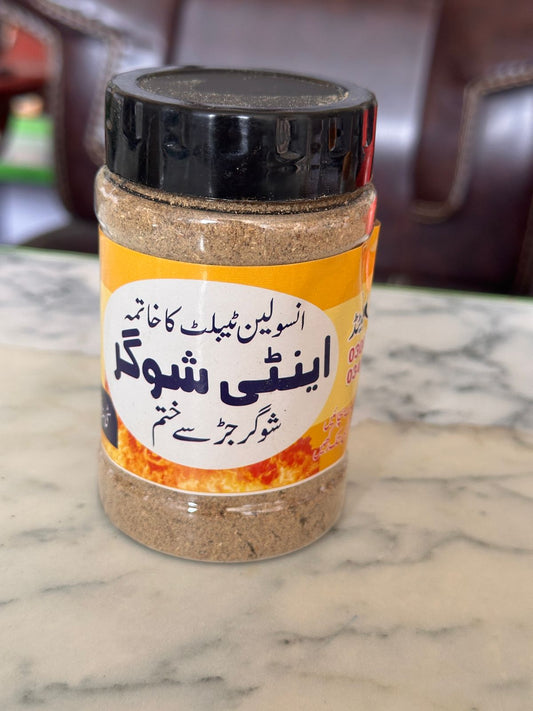 انسولین ٹیبلٹ کا خاتمہ
اینٹی شوگر
شوگر جڑ سے ختم